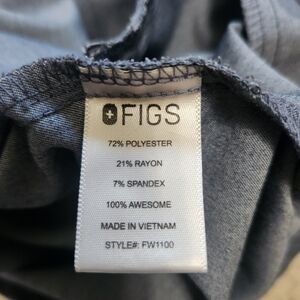 FIGS
72% POLYESTER
21% RAYON
7% SPANDEX
100% AWESOME
MADE IN VIETNAM
STYLE#: FW1100